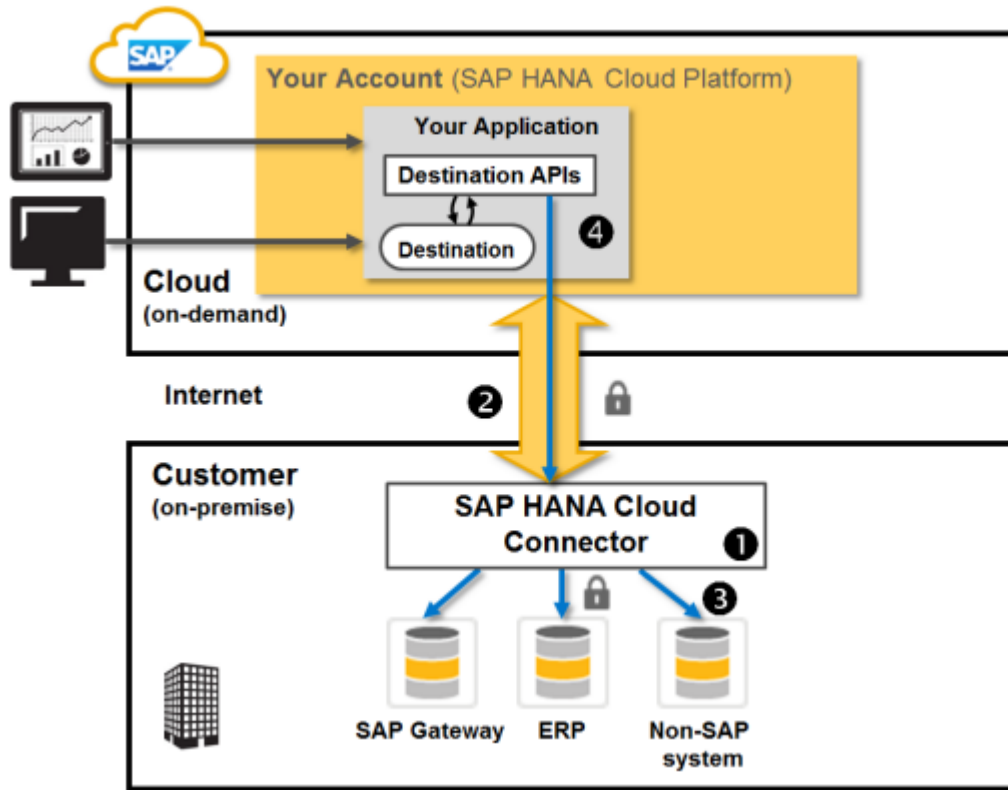 SAP
Your Account (SAP HANA Cloud Platform)
Your Application
Destination APIs
Destination
4
Cloud
(on-demand)
Internet
2
Customer
(on-premise)
SAP HANA Cloud
Connector
1
3
SAP Gateway
ERP
Non-SAP
system